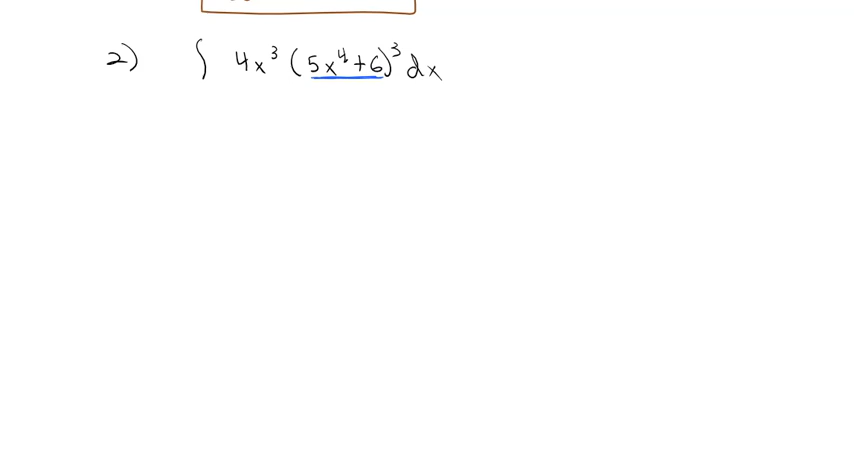 2) ∫ 4x³ (5x⁴+6)³ dx